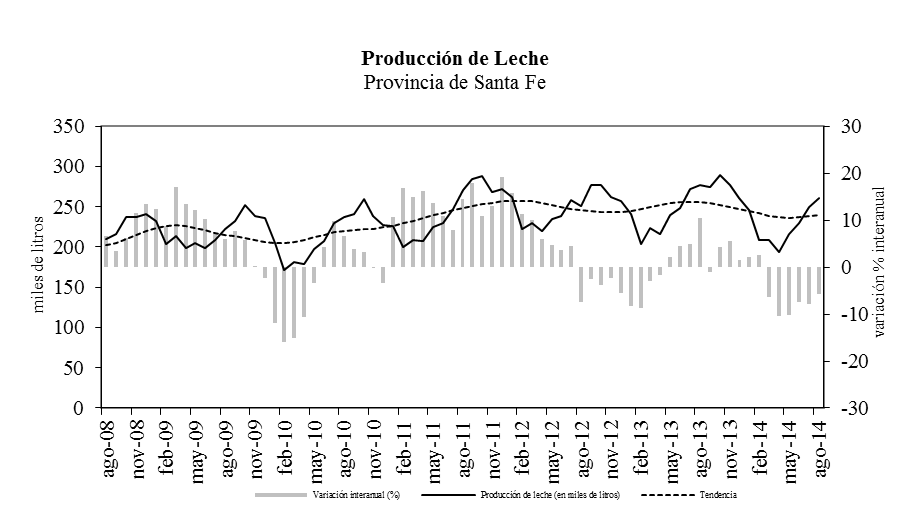 Producción de Leche
Provincia de Santa Fe
350
300
250
200
150
100
50
0
miles de litros
30
20
10
0
-10
-20
-30
variación % interanual
ago-08
nov-08
feb-09
may-09
ago-09
nov-09
feb-10
may-10
ago-10
nov-10
feb-11
may-11
ago-11
nov-11
feb-12
may-12
ago-12
nov-12
feb-13
may-13
ago-13
nov-13
feb-14
may-14
ago-14
Variación interanual (%) Producción de leche (en miles de litros) Tendencia